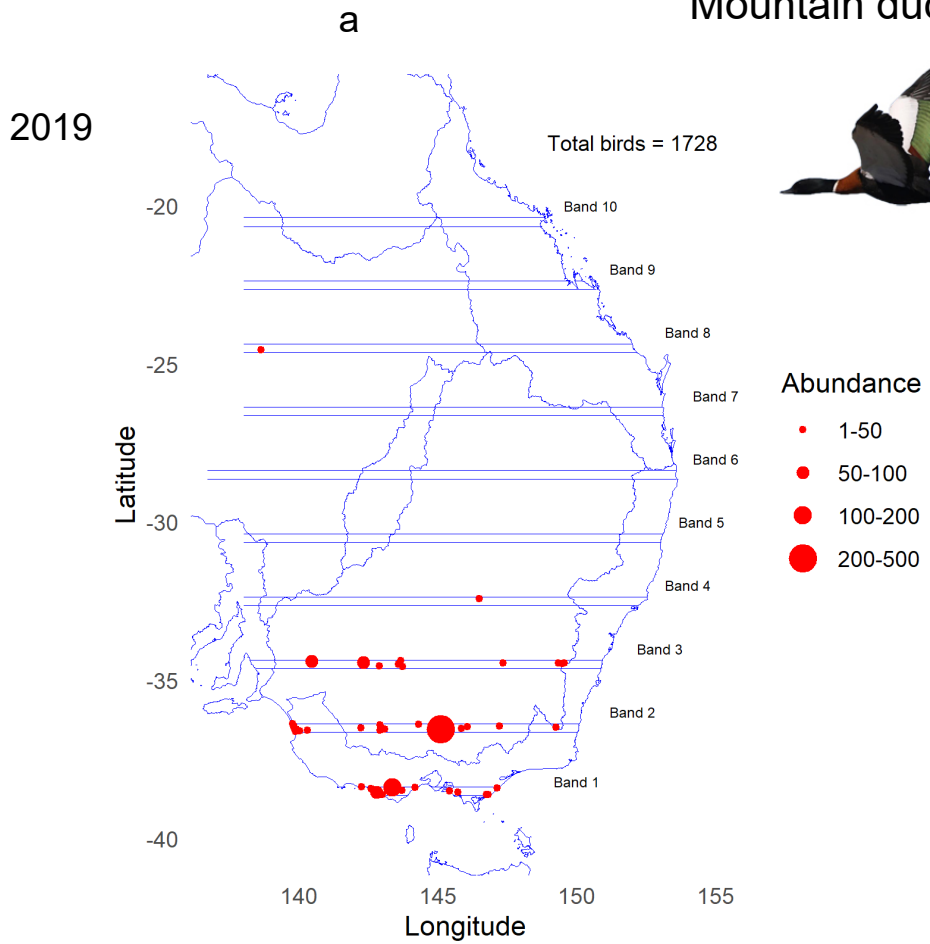 a
Mountain duc
2019
Total birds = 1728
-20
Band 10
Band 9
Band 8
-25
Band 7
Abundance
1-50
Band 6
50-100
Latitude
100-200
-30
Band 5
200-500
Band 4
Band 3
-35
Band 2
Band 1
-40
140
145
150
155
Longitude